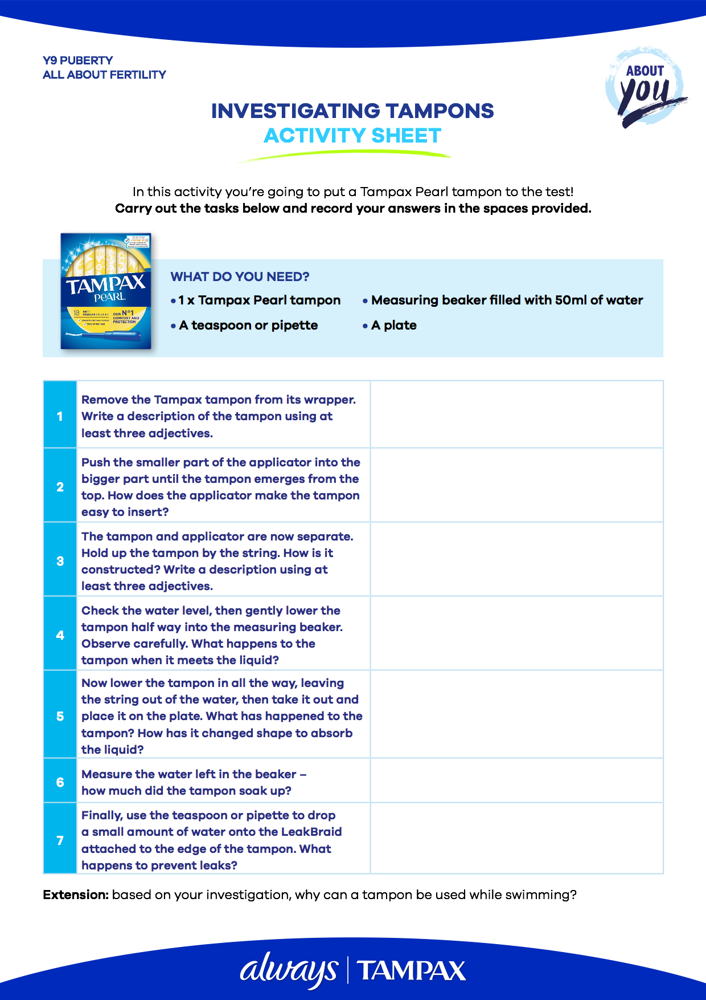 Y9 PUBERTY
ALL ABOUT FERTILITY
ABOUT
you
INVESTIGATING TAMPONS
ACTIVITY SHEET
In this activity you're going to put a Tampax Pearl tampon to the test!
Carry out the tasks below and record your answers in the spaces provided.
TAMPAX
PEARL
18
REGULAR
OUR Nº1
COMFORT AND
PROTECTION
WHAT DO YOU NEED?
• 1 x Tampax Pearl tampon
• Measuring beaker filled with 50ml of water
• A teaspoon or pipette
• A plate
1
Remove the Tampax tampon from its wrapper.
Write a description of the tampon using at
least three adjectives.
2
Push the smaller part of the applicator into the
bigger part until the tampon emerges from the
top. How does the applicator make the tampon
easy to insert?
3
The tampon and applicator are now separate.
Hold up the tampon by the string. How is it
constructed? Write a description using at
least three adjectives.
4
Check the water level, then gently lower the
tampon half way into the measuring beaker.
Observe carefully. What happens to the
tampon when it meets the liquid?
5
Now lower the tampon in all the way, leaving
the string out of the water, then take it out and
place it on the plate. What has happened to the
tampon? How has it changed shape to absorb
the liquid?
6
Measure the water left in the beaker –
how much did the tampon soak up?
7
Finally, use the teaspoon or pipette to drop
a small amount of water onto the LeakBraid
attached to the edge of the tampon. What
happens to prevent leaks?
Extension: based on your investigation, why can a tampon be used while swimming?
always | TAMPAX